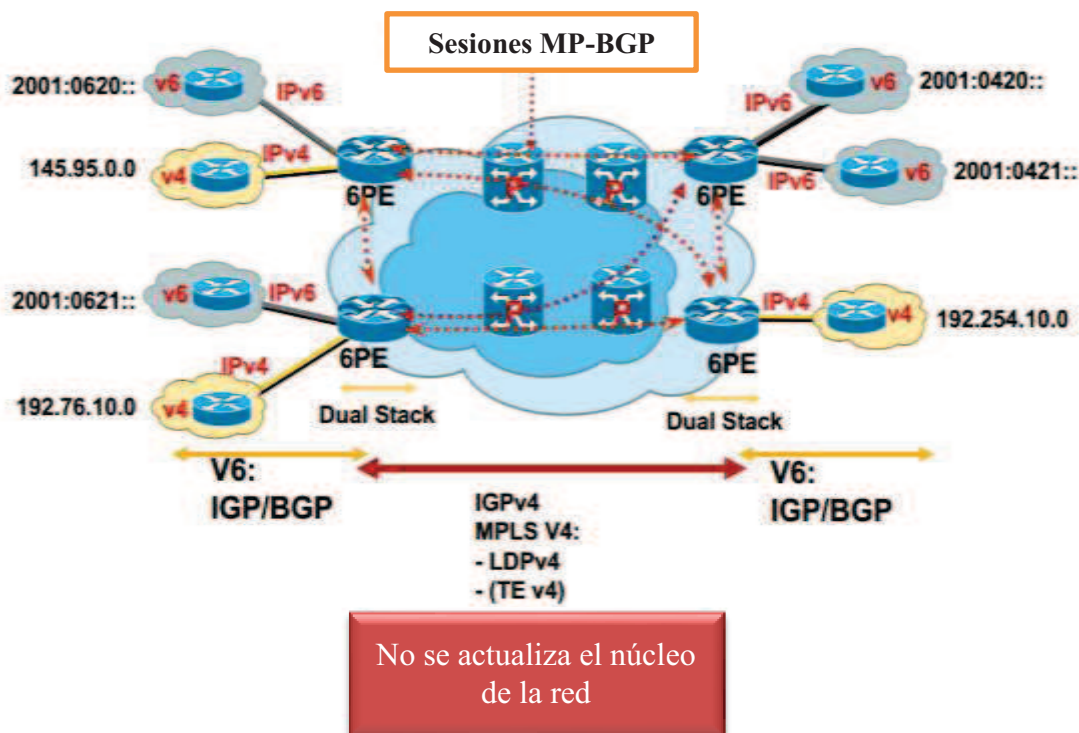 Sesiones MP-BGP
2001:0620::
v6
IPv6
IPv6
v6
2001:0420::
145.95.0.0
v4
IPv4
6PE
P
P
6PE
IPv6
v6
2001:0421::
2001:0621::
v6
IPv6
6PE
P
P
6PE
IPv4
v4
192.254.10.0
192.76.10.0
v4
IPv4
Dual Stack
Dual Stack
V6:
IGP/BGP
V6:
IGP/BGP
IGPv4
MPLS V4:
- LDPv4
- (TE v4)
No se actualiza el núcleo
de la red